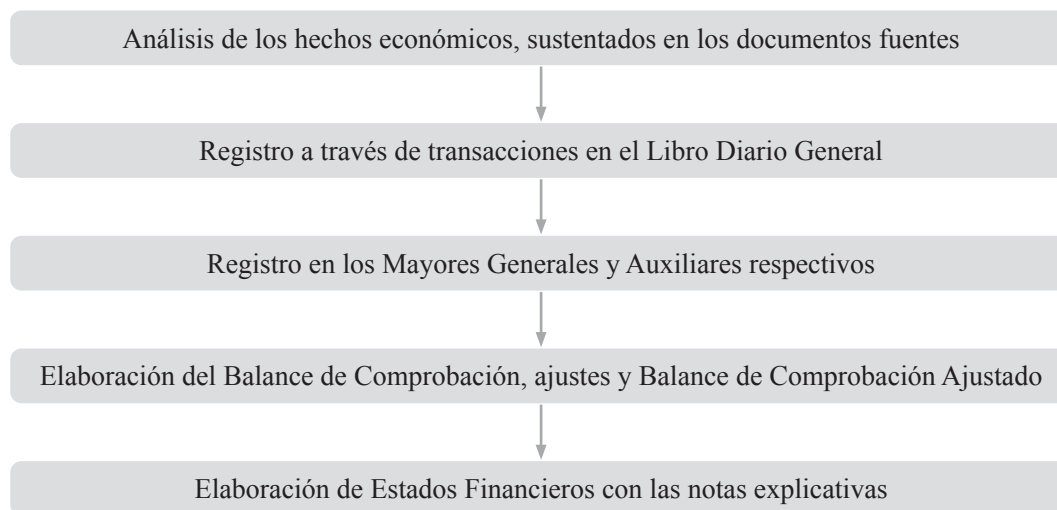 Análisis de los hechos económicos, sustentados en los documentos fuentes
Registro a través de transacciones en el Libro Diario General
Registro en los Mayores Generales y Auxiliares respectivos
Elaboración del Balance de Comprobación, ajustes y Balance de Comprobación Ajustado
Elaboración de Estados Financieros con las notas explicativas